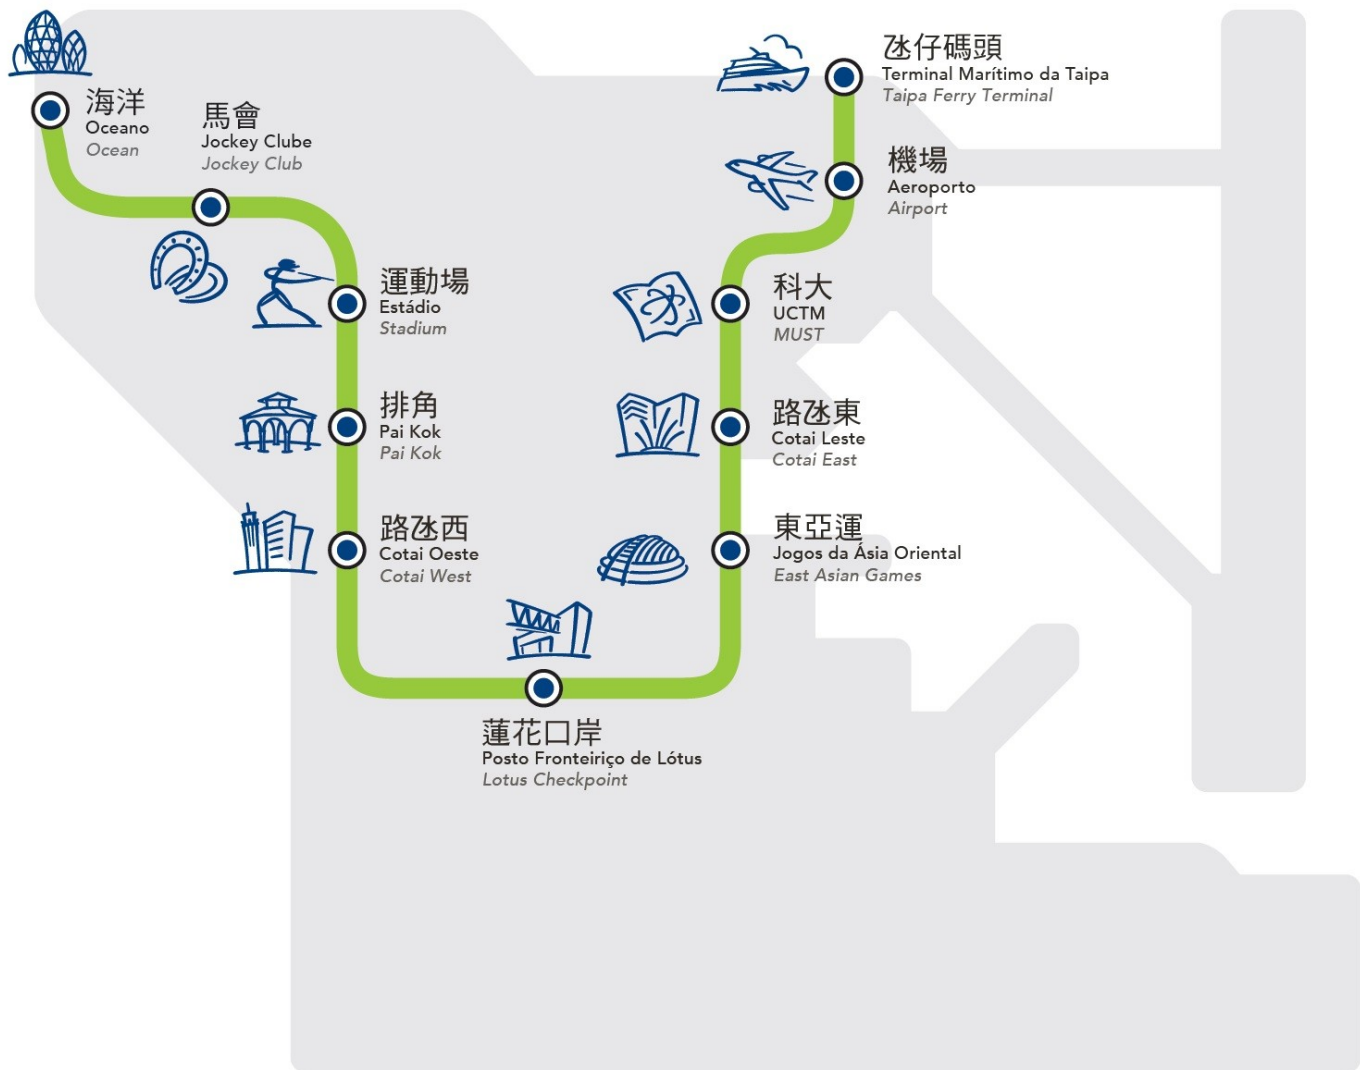 海洋
Oceano
Ocean
馬會
Jockey Clube
Jockey Club
運動場
Estádio
Stadium
排角
Pai Kok
Pai Kok
路氹西
Cotai Oeste
Cotai West
蓮花口岸
Posto Fronteiriço de Lótus
Lotus Checkpoint
東亞運
Jogos da Ásia Oriental
East Asian Games
路氹東
Cotai Leste
Cotai East
科大
UCTM
MUST
機場
Aeroporto
Airport
氹仔碼頭
Terminal Marítimo da Taipa
Taipa Ferry Terminal